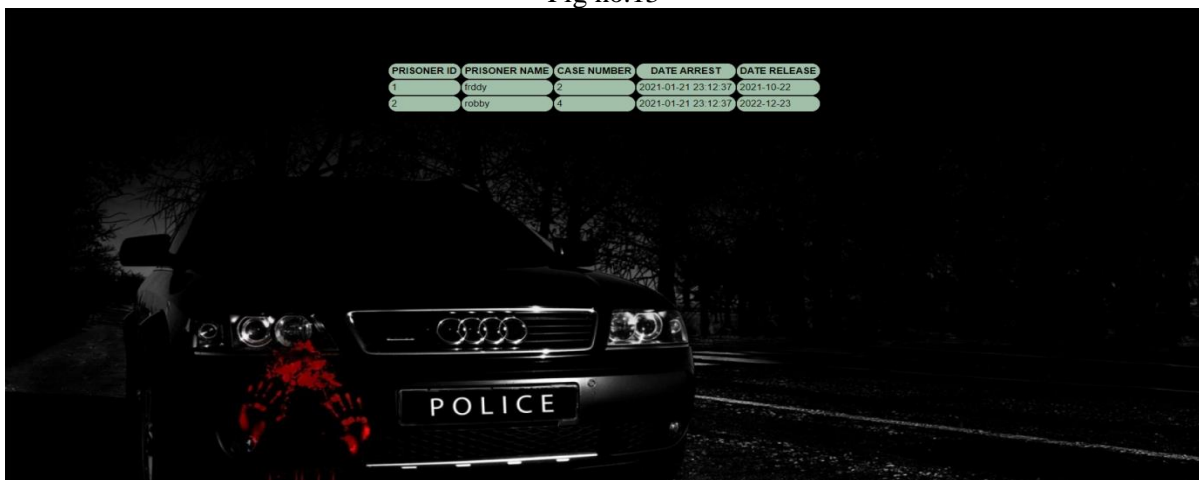 Fig no.13
PRISONER ID PRISONER NAME CASE NUMBER DATE ARREST DATE RELEASE
1 frddy 2 2021-01-21 23:12:37 2021-10-22
2 robby 4 2021-01-21 23:12:37 2022-12-23
POLICE